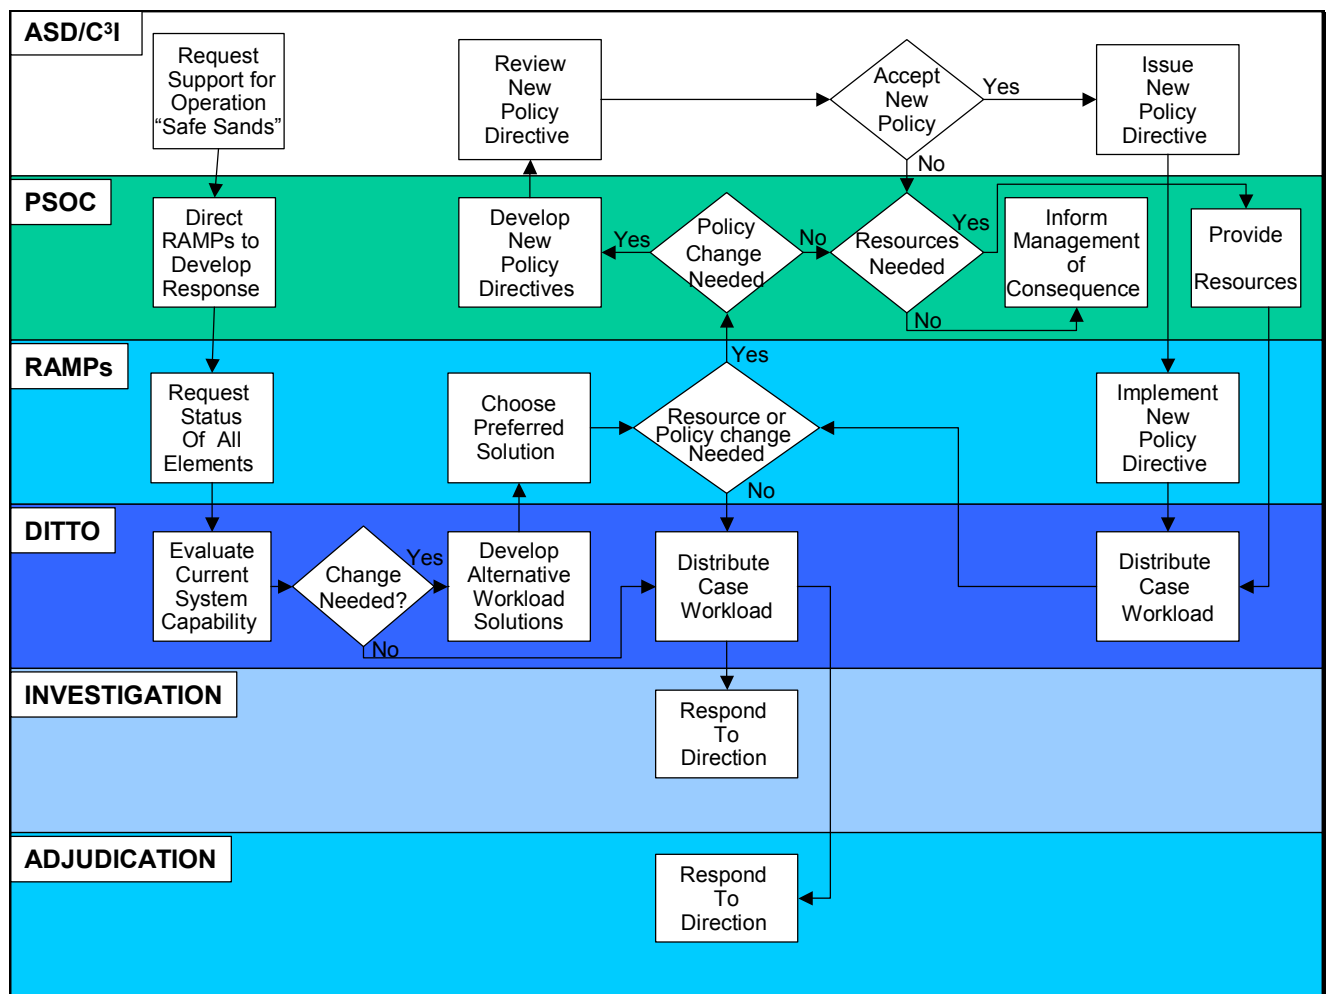 ASD/C³I
Request
Support for
Operation
“Safe Sands”
Review
New
Policy
Directive
Accept
New
Policy
Yes
No
Issue
New
Policy
Directive
PSOC
Direct
RAMPs to
Develop
Response
Develop
New
Policy
Directives
Yes
Policy
Change
Needed
No
Resources
Needed
Yes
No
Inform
Management
of
Consequence
Provide
Resources
RAMPs
Request
Status
Of All
Elements
Choose
Preferred
Solution
Yes
Resource or
Policy change
Needed
No
Implement
New
Policy
Directive
DITTO
Evaluate
Current
System
Capability
Change
Needed?
Yes
No
Develop
Alternative
Workload
Solutions
Distribute
Case
Workload
Distribute
Case
Workload
INVESTIGATION
Respond
To
Direction
ADJUDICATION
Respond
To
Direction